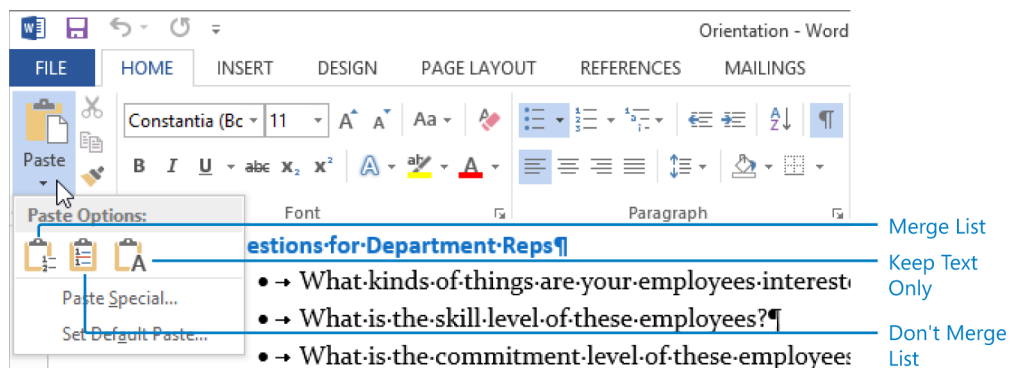 Orientation - Word
FILE HOME INSERT DESIGN PAGE LAYOUT REFERENCES MAILINGS
Constantia (Bc 11 A A Aa
Paste
B I U abc X₂ X² A ab A
Paste Options:
Font Paragraph
Merge List
estions·for·Department·Reps¶
Keep Text
Only
What·kinds·of·things·are·your·employees·intereste
Paste Special...
What·is·the·skill·level·of·these·employees?¶
Set Default Paste...
Don't Merge
List
What·is·the·commitment·level·of·these·employees